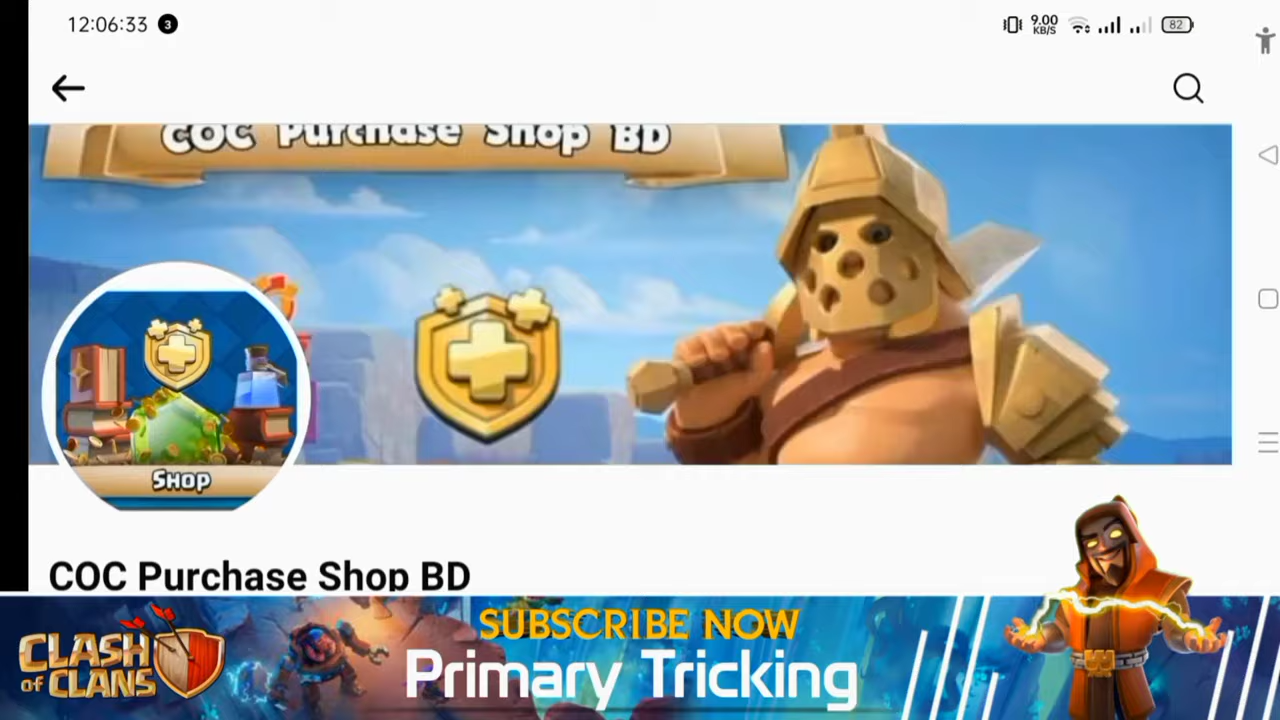 12:06:33 3
9.00
KB/S
82
COC Purchase Shop BD
SHOP
COC Purchase Shop BD
SUBSCRIBE NOW
Primary Tricking
CLASH
OF CLANS